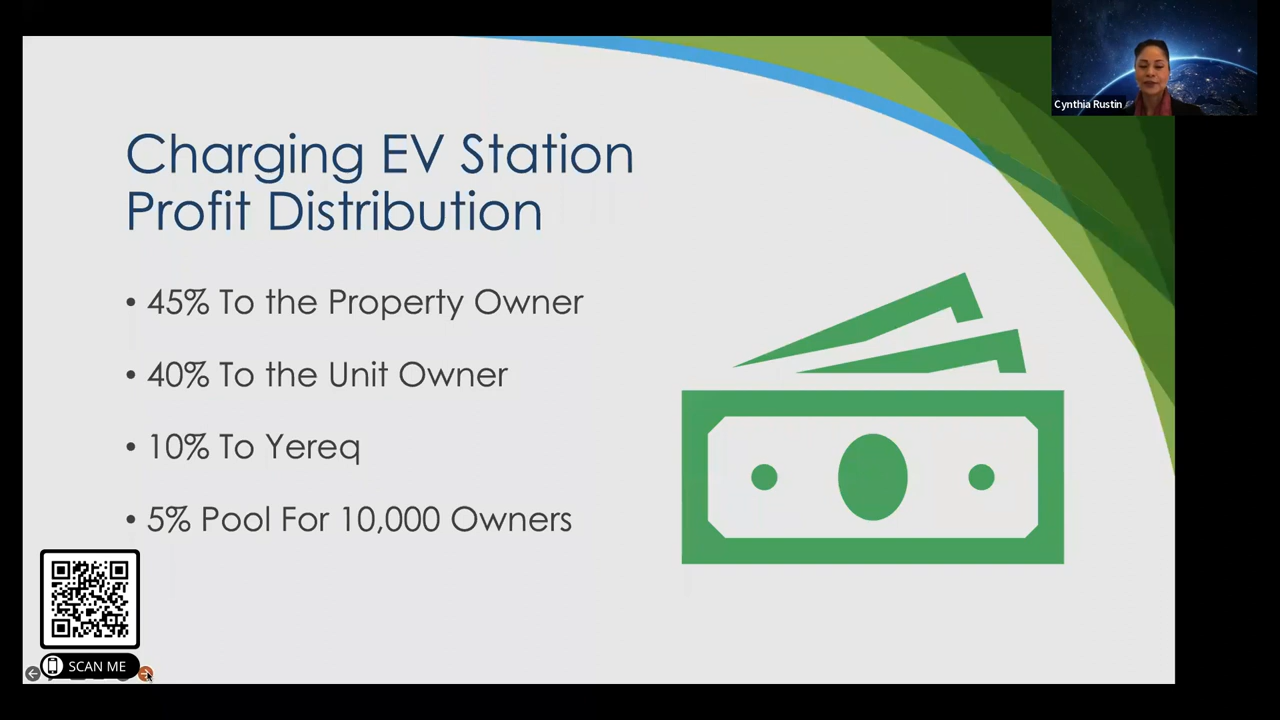 Cynthia Rustin
Charging EV Station
Profit Distribution
• 45% To the Property Owner
• 40% To the Unit Owner
• 10% To Yereq
• 5% Pool For 10,000 Owners
SCAN ME